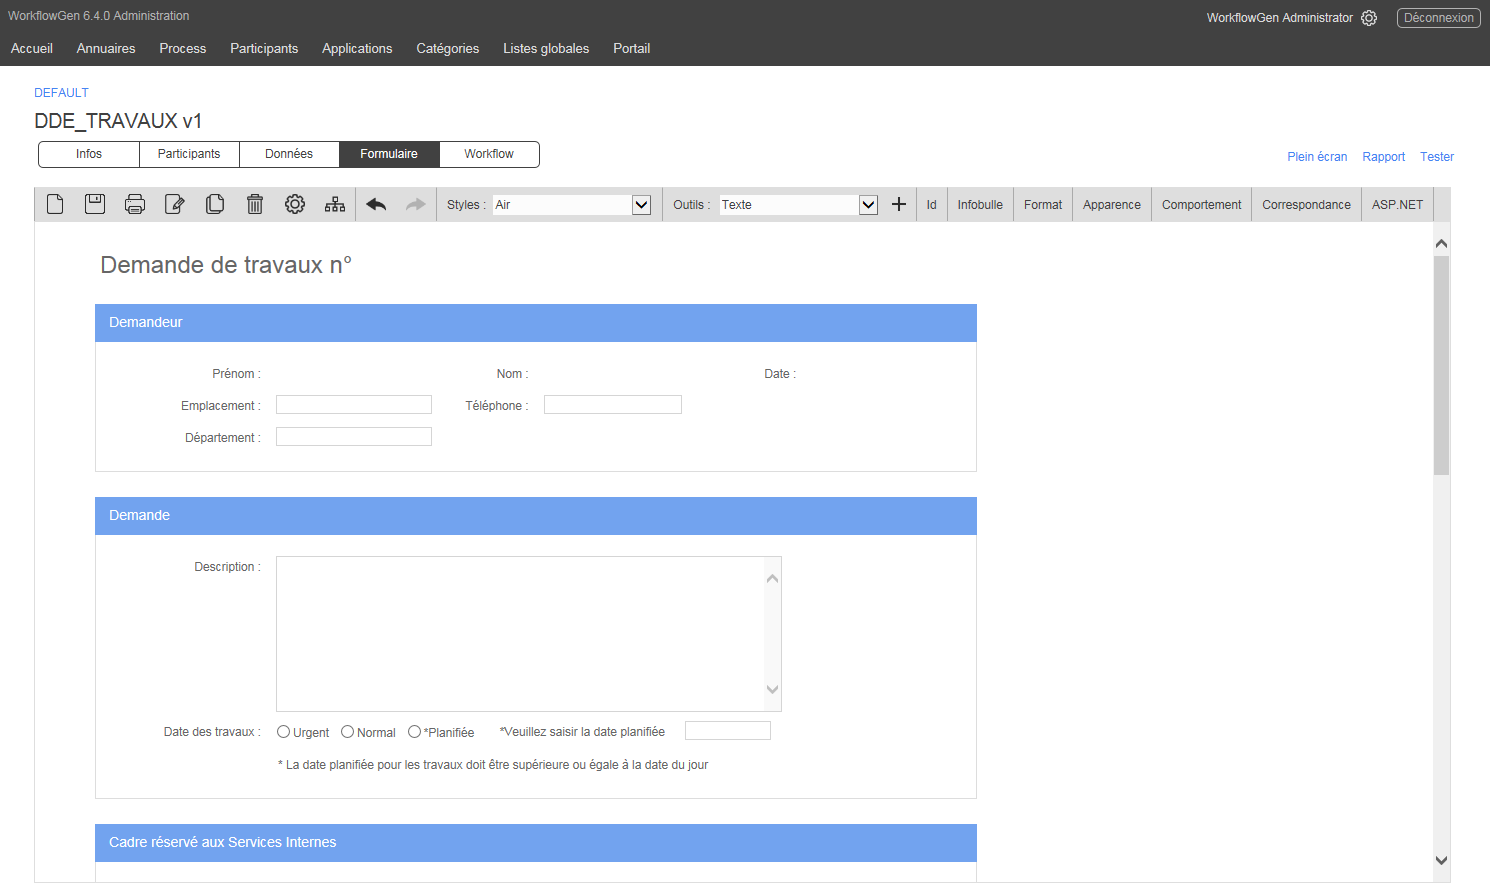 WorkflowGen 6.4.0 Administration
WorkflowGen Administrator Déconnexion
Accueil Annuaires Process Participants Applications Catégories Listes globales Portail
DEFAULT
DDE_TRAVAUX v1
Infos Participants Données Formulaire Workflow
Plein écran Rapport Tester
Styles : Air Outils : Texte Id Infobulle Format Apparence Comportement Correspondance ASP.NET
Demande de travaux n°
Demandeur
Prénom : Nom : Date :
Emplacement : Téléphone :
Département :
Demande
Description :
Date des travaux : Urgent Normal *Planifiée *Veuillez saisir la date planifiée
* La date planifiée pour les travaux doit être supérieure ou égale à la date du jour
Cadre réservé aux Services Internes